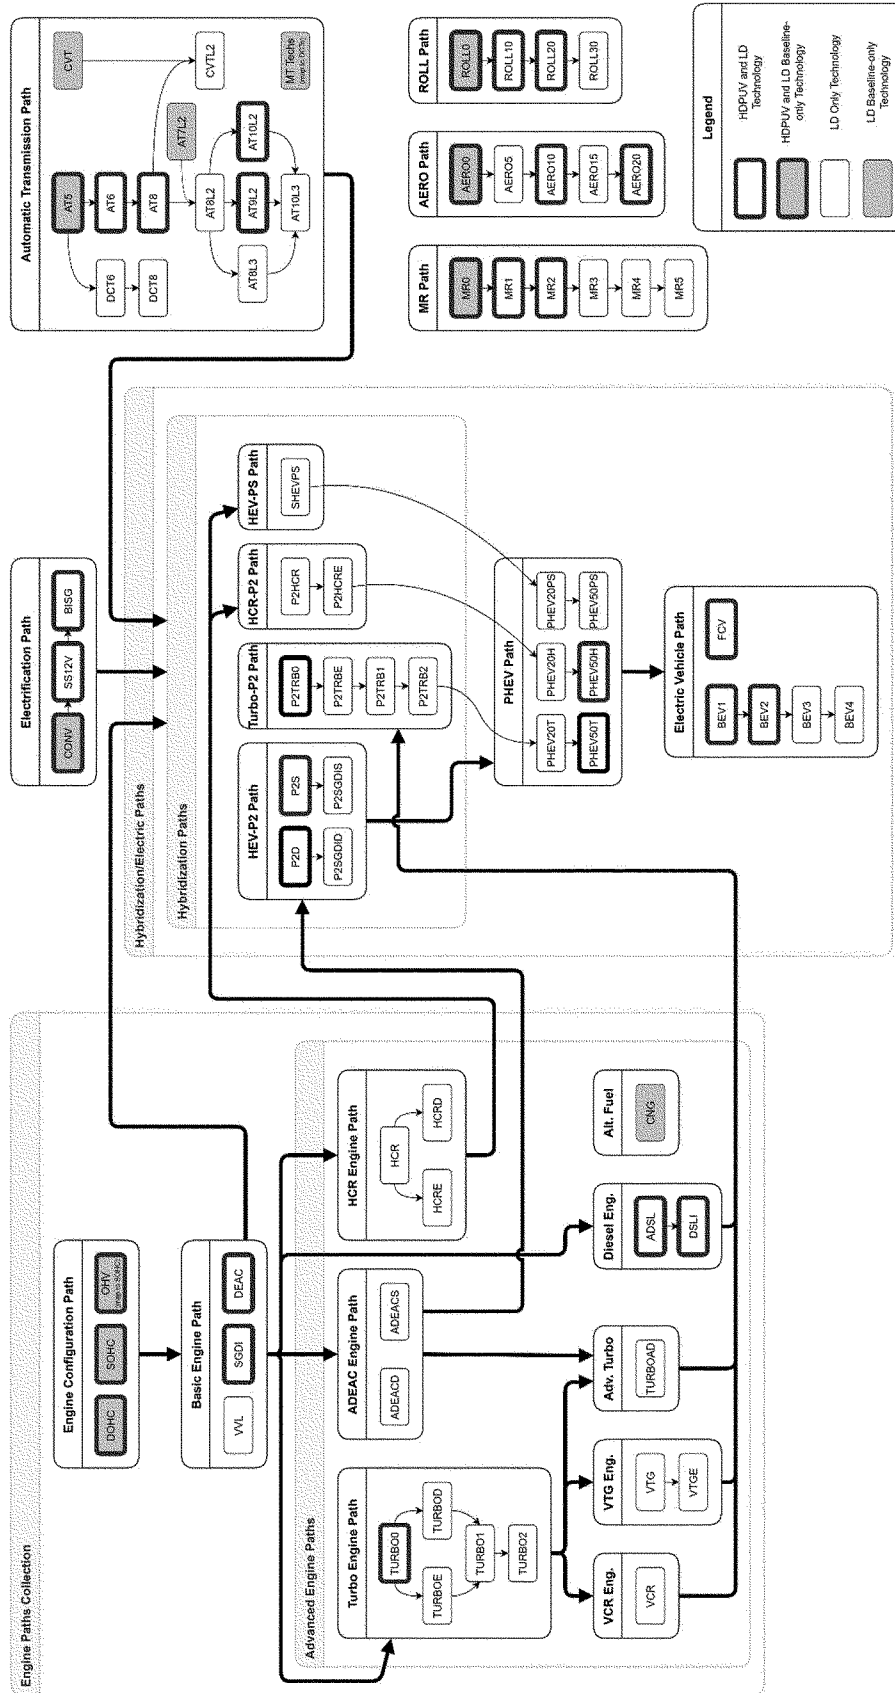 Engine Paths Collection
Engine Configuration Path
DOHC
SOHC
OHV
(maps to SOHC)
Basic Engine Path
VVL
SGDI
DEAC
Advanced Engine Paths
Turbo Engine Path
TURBO0
TURBOE
TURBOD
TURBO1
TURBO2
ADEAC Engine Path
ADEACD
ADEACS
HCR Engine Path
HCR
HCRE
HCRD
VCR Eng.
VCR
VTG Eng.
VTG
VTGE
Adv. Turbo
TURBOAD
Diesel Eng.
ADSL
DSLI
Alt. Fuel
CNG
Electrification Path
CONV
SS12V
BISG
Hybridization/Electric Paths
Hybridization Paths
HEV-P2 Path
P2D
P2S
P2SGDID
P2SGDIS
Turbo-P2 Path
P2TRB0
P2TRBE
P2TRB1
P2TRB2
HCR-P2 Path
P2HCR
P2HCRE
HEV-PS Path
SHEVPS
PHEV Path
PHEV20T
PHEV20H
PHEV20PS
PHEV50T
PHEV50H
PHEV50PS
Electric Vehicle Path
BEV1
FCV
BEV2
BEV3
BEV4
Automatic Transmission Path
AT5
CVT
DCT6
AT6
DCT8
AT8
AT7L2
AT8L2
CVTL2
AT8L3
AT9L2
AT10L2
AT10L3
MT Techs
(maps to DCTs)
MR Path
MR0
MR1
MR2
MR3
MR4
MR5
AERO Path
AERO0
AERO5
AERO10
AERO15
AERO20
ROLL Path
ROLL0
ROLL10
ROLL20
ROLL30
Legend
HDPUV and LD
Technology
HDPUV and LD Baseline-
only Technology
LD Only Technology
LD Baseline-only
Technology